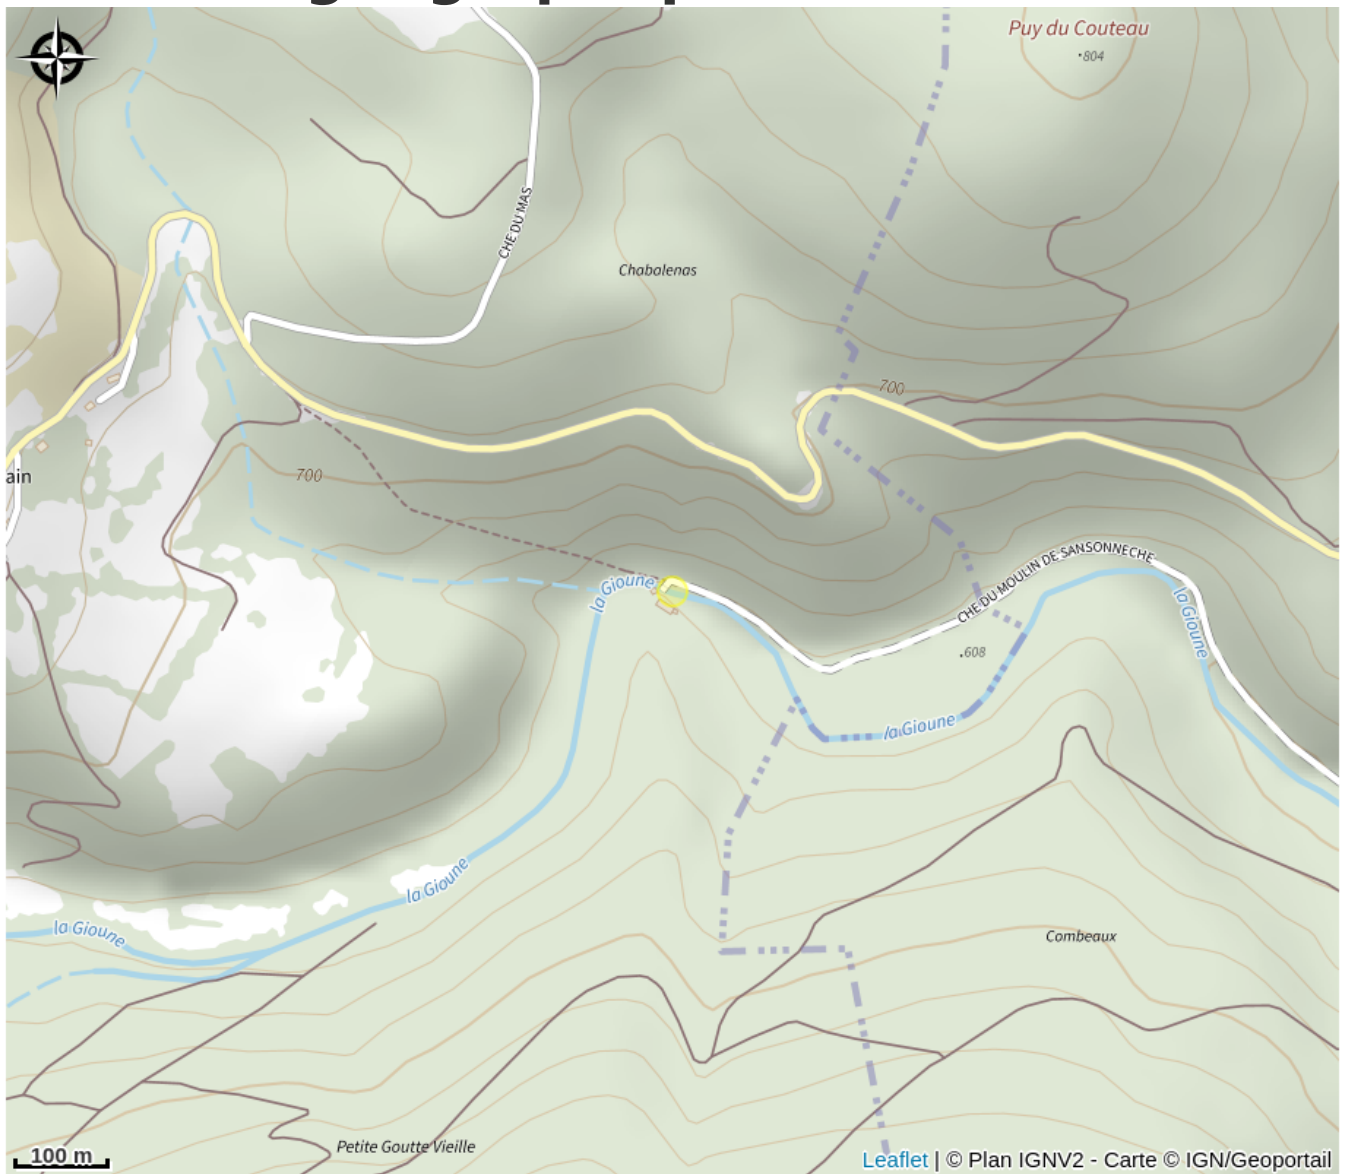 Puy du Couteau
804
CHE DU MAS
Chabalenas
700
700
ain
CHE DU MOULIN DE SANSONNECHE
la Gioune
la Gioune
608
la Gioune
la Gioune
la Gioune
Combeaux
Petite Goutte Vieille
100 m
Leaflet | © Plan IGNV2 - Carte © IGN/Geoportail